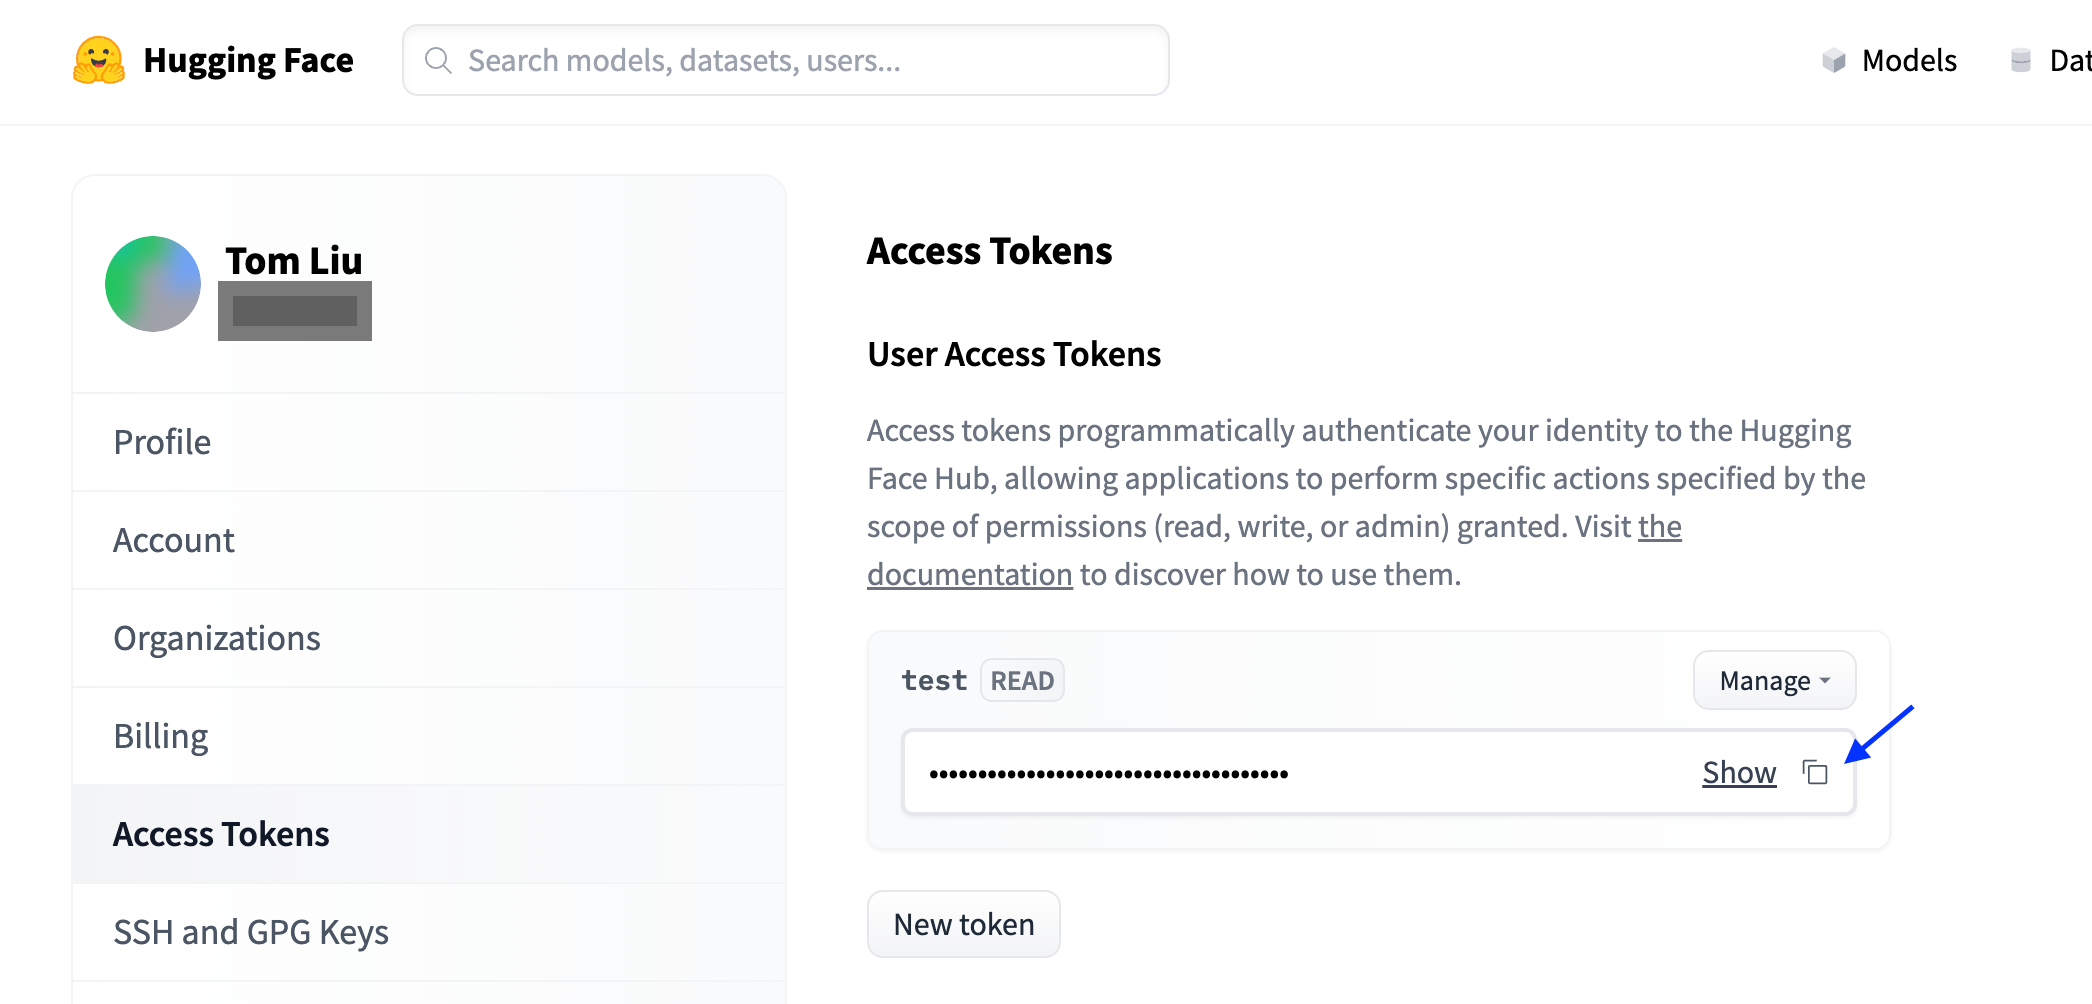 Hugging Face
Search models, datasets, users...
Models
Dat
Tom Liu
Profile
Account
Organizations
Billing
Access Tokens
SSH and GPG Keys
Access Tokens
User Access Tokens
Access tokens programmatically authenticate your identity to the Hugging
Face Hub, allowing applications to perform specific actions specified by the
scope of permissions (read, write, or admin) granted. Visit the
documentation to discover how to use them.
test READ
Manage
•••••••••••••••••••••••••••••••••••••
Show
New token